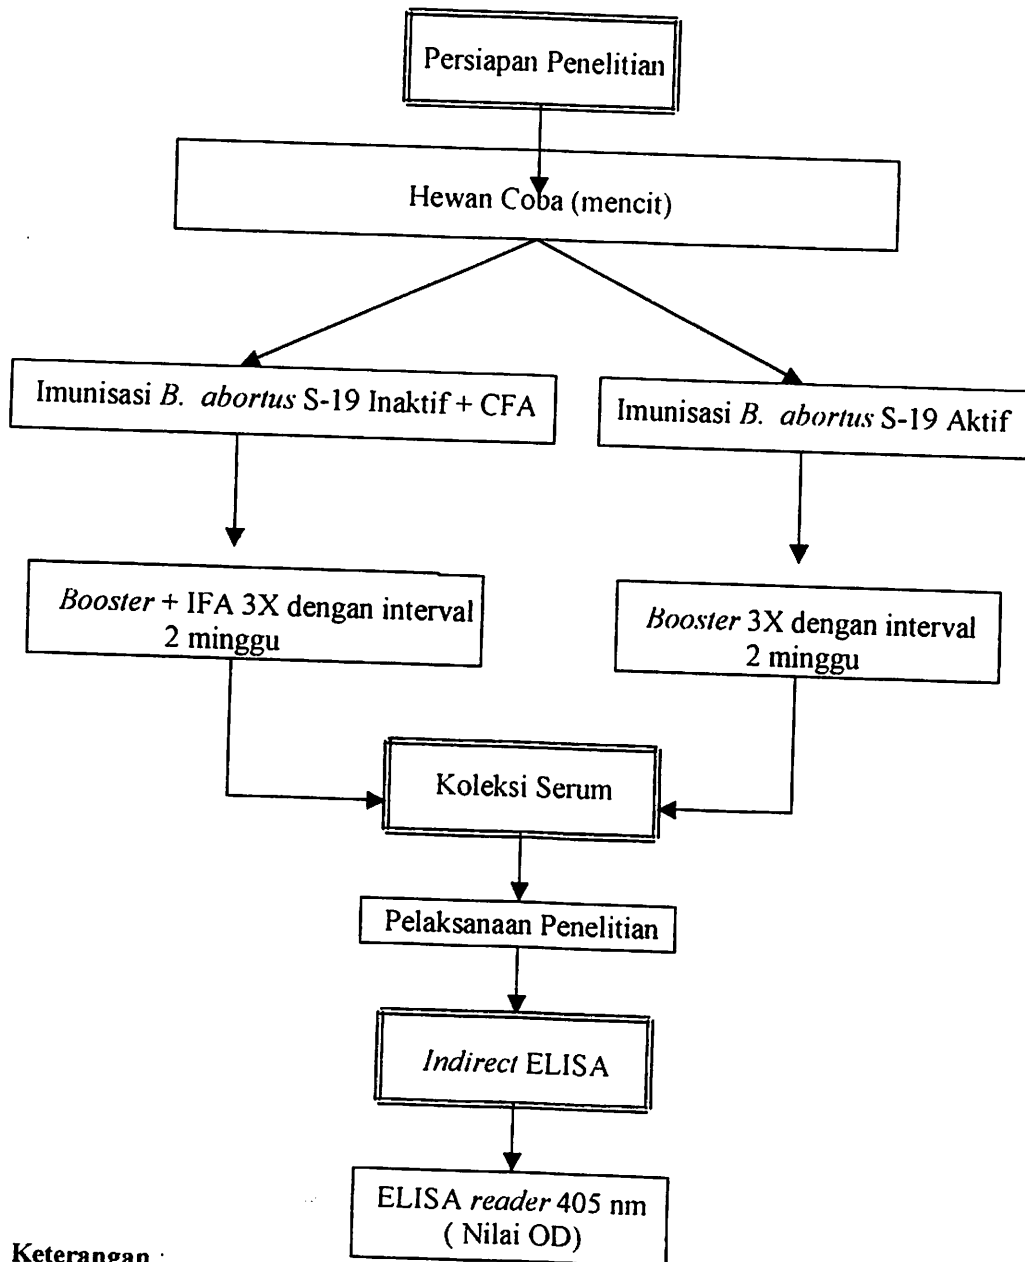 Persiapan Penelitian
Hewan Coba (mencit)
Imunisasi B. abortus S-19 Inaktif + CFA
Imunisasi B. abortus S-19 Aktif
Booster + IFA 3X dengan interval
2 minggu
Booster 3X dengan interval
2 minggu
Koleksi Serum
Pelaksanaan Penelitian
Indirect ELISA
ELISA reader 405 nm
( Nilai OD)
Keterangan :